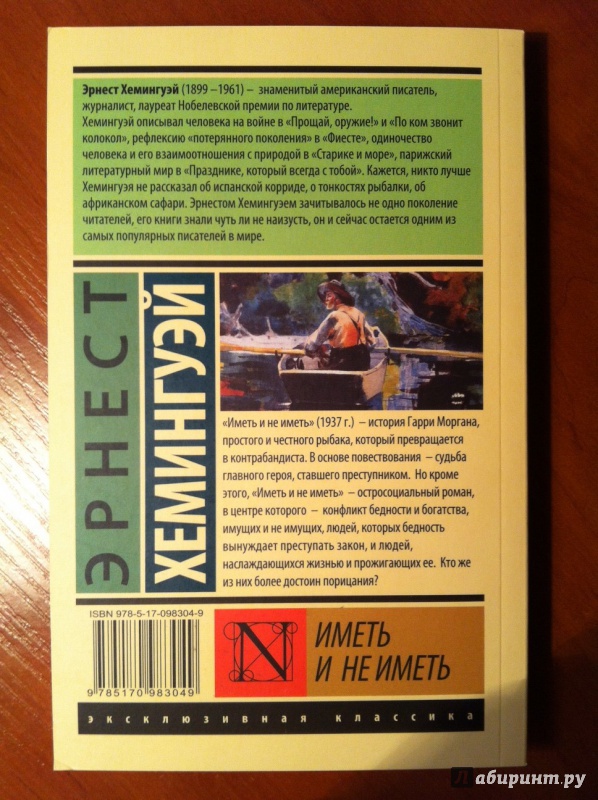 Эрнест Хемингуэй (1899 –1961) – знаменитый американский писатель,
журналист, лауреат Нобелевской премии по литературе.
Хемингуэй описывал человека на войне в «Прощай, оружие!» и «По ком звонит
колокол», рефлексию "потерянного поколения" в «Фиесте», одиночество
человека и его взаимоотношения с природой в «Старике и море», парижский
литературный мир в «Празднике, который всегда с тобой». Кажется, никто лучше
Хемингуэя не рассказал об испанской корриде, о тонкостях рыбалки, об
африканском сафари. Эрнестом Хемингуэем зачитывалось не одно поколение
читателей, его книги знали чуть ли не наизусть, он и сейчас остается одним из
самых популярных писателей в мире.
ЭРНЕСТ
ХЕМИНГУЭЙ
«Иметь и не иметь» (1937 г.) – история Гарри Моргана,
простого и честного рыбака, который превращается
в контрабандиста. В основе повествования – судьба
главного героя, ставшего преступником. Но кроме
этого, «Иметь и не иметь» – остросоциальный роман,
в центре которого – конфликт бедности и богатства,
имущих и не имущих, людей, которых бедность
вынуждает преступать закон, и людей,
наслаждающихся жизнью и прожигающих ее. Кто же
из них более достоин порицания?
ISBN 978-5-17-098304-9
9 785170 983049
N
ИМЕТЬ
И НЕ ИМЕТЬ
эксклюзивная классика
Лабиринт.ру